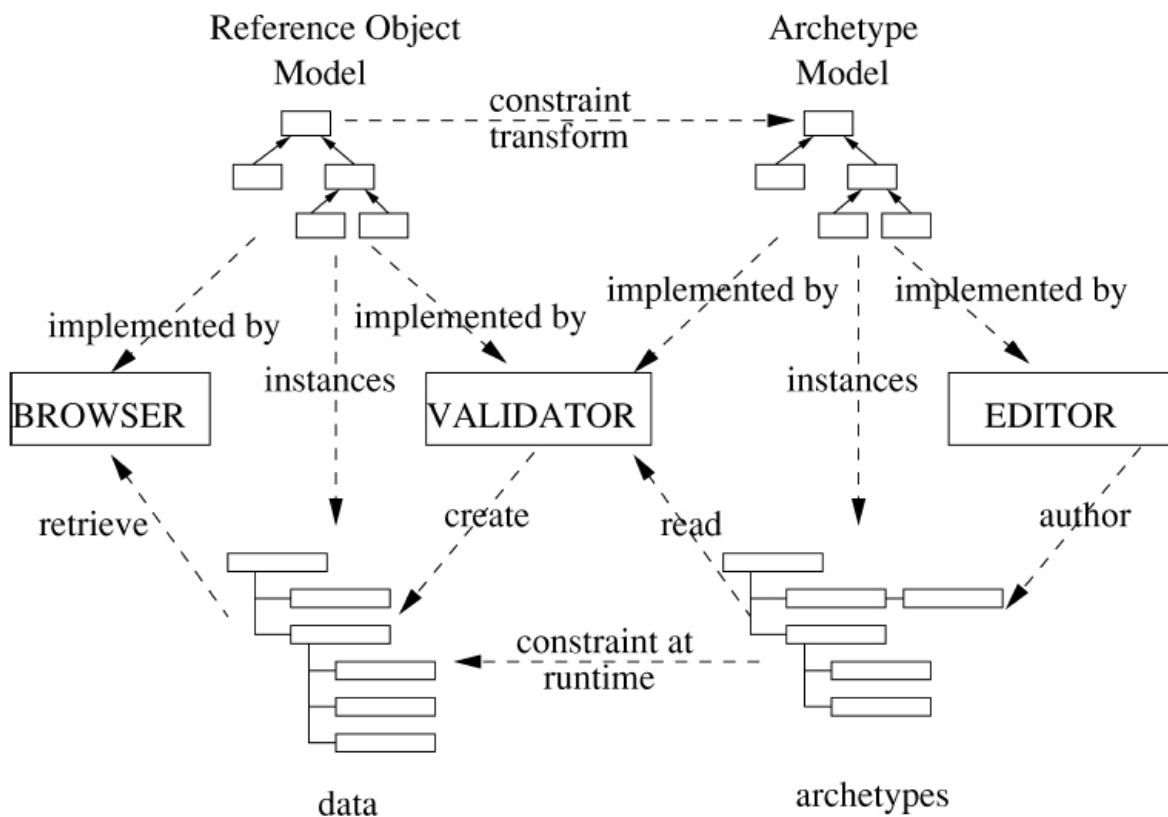 Reference Object
Model
Archetype
Model
constraint
transform
implemented by
implemented by
implemented by
implemented by
instances
instances
BROWSER
VALIDATOR
EDITOR
retrieve
create
read
author
constraint at
runtime
data
archetypes